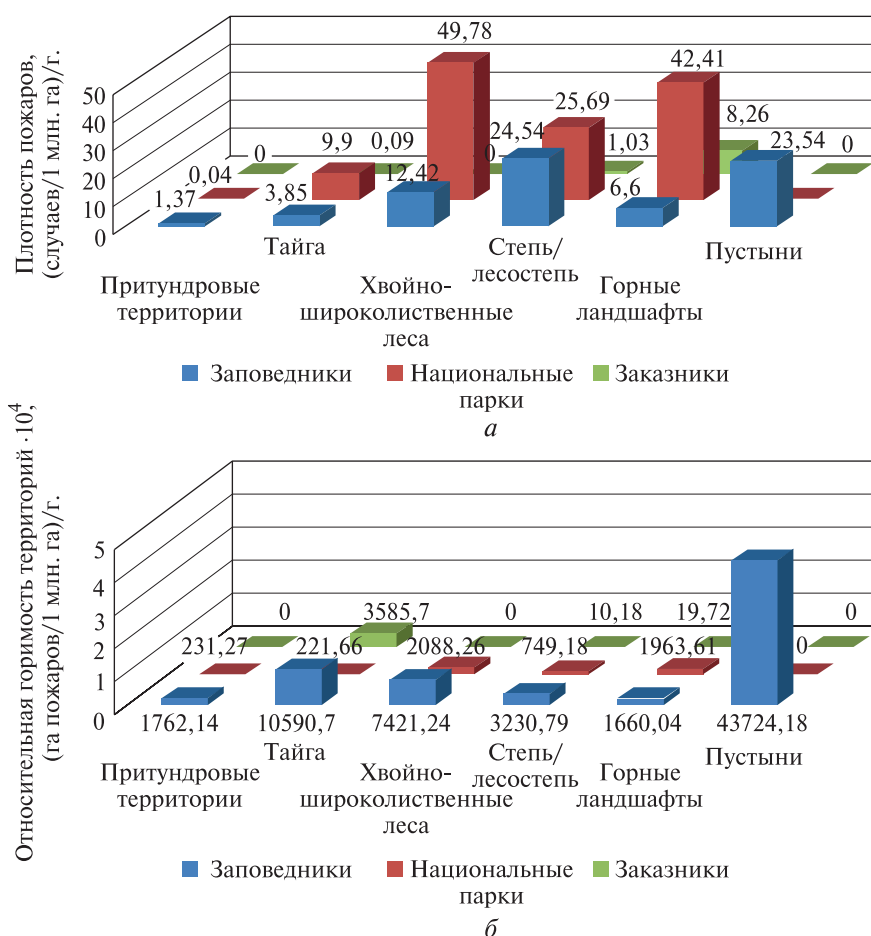 Плотность пожаров,
(случаев/1 млн. га)/г.
50
40
30
20
10
0
49,78
42,41
25,69
24,54
8,26
23,54
0
0
9,9
0,09
12,42
0
1,03
6,6
0,04
1,37
3,85
Тайга
Степь/
лесостепь
Пустыни
Притундровые
территории
Хвойно-
широколиственные
леса
Горные
ландшафты
Заповедники
Национальные
парки
Заказники
а
Относительная горимость территорий ·10⁴,
(га пожаров/1 млн. га)/г.
5
4
3
2
1
0
0
3585,7
0
10,18
19,72
0
231,27
221,66
2088,26
749,18
1963,61
0
1762,14
10590,7
7421,24
3230,79
1660,04
43724,18
Тайга
Степь/
лесостепь
Пустыни
Притундровые
территории
Хвойно-
широколиственные
леса
Горные
ландшафты
Заповедники
Национальные
парки
Заказники
б